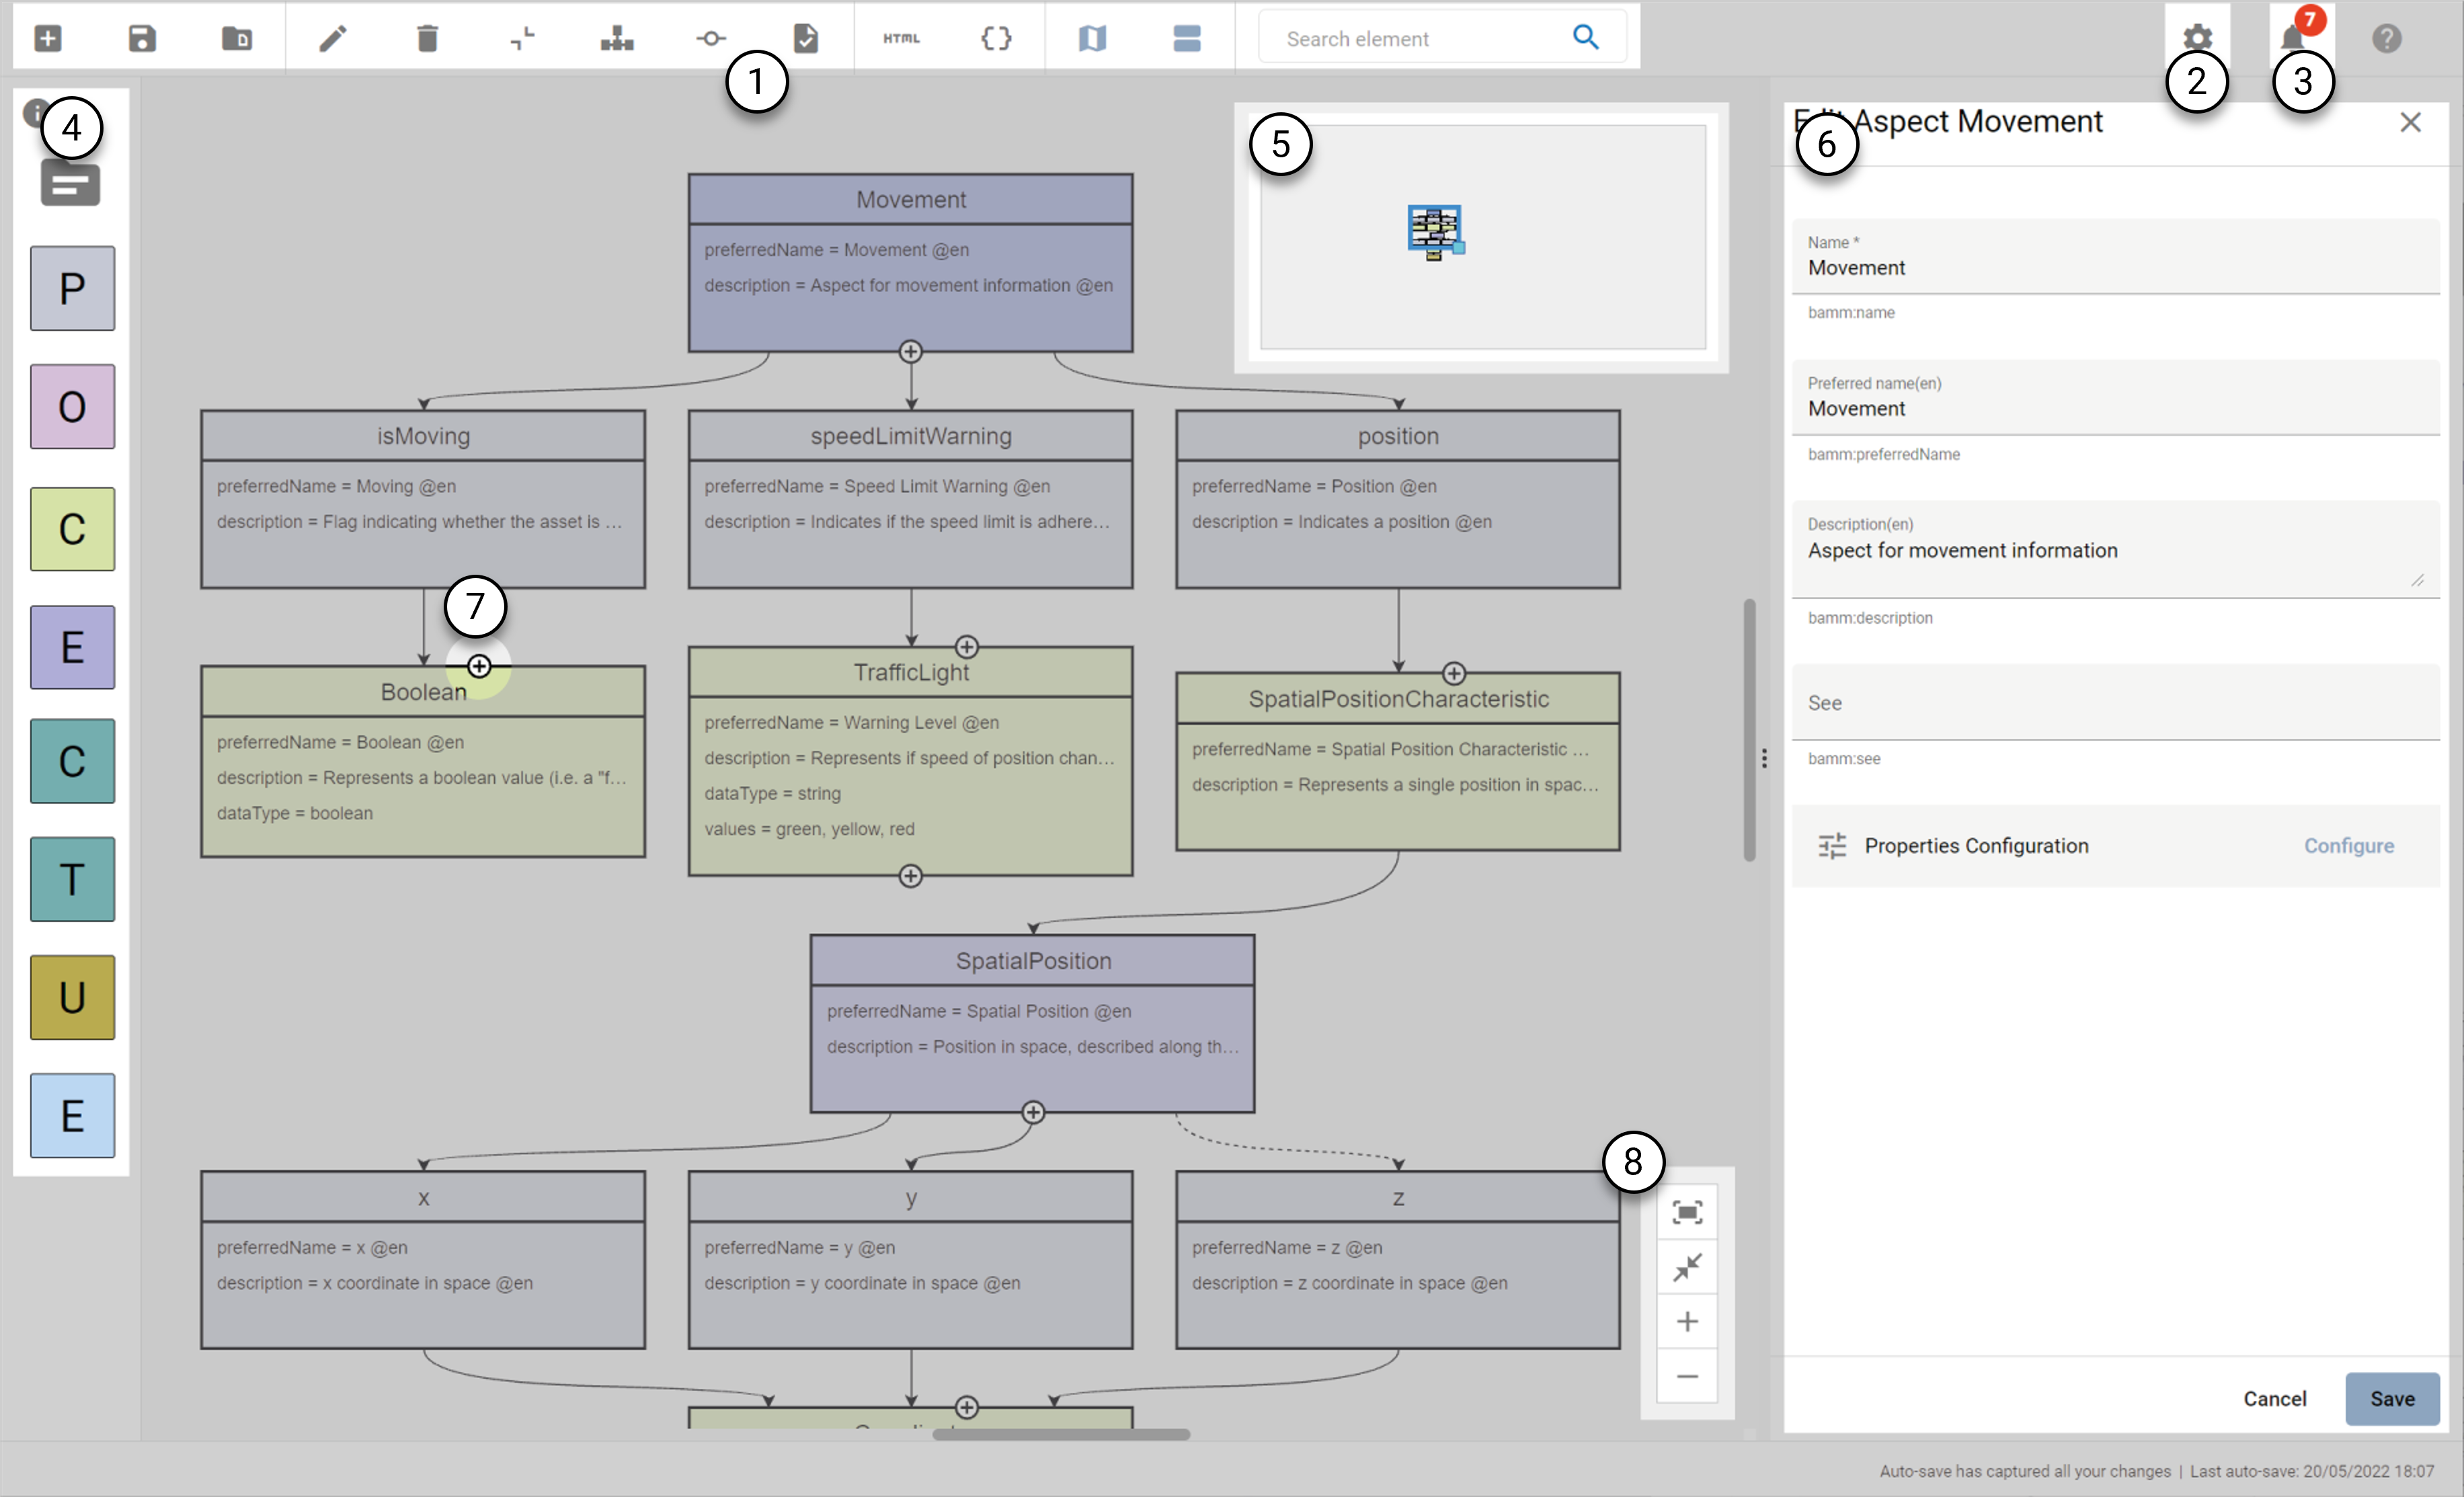 HTML
{}
Search element
7
1
2
3
4
5
6
Edit Aspect Movement
P
O
C
E
C
T
U
E
Movement
preferredName = Movement @en
description = Aspect for movement information @en
isMoving
preferredName = Moving @en
description = Flag indicating whether the asset is ...
speedLimitWarning
preferredName = Speed Limit Warning @en
description = Indicates if the speed limit is adhere...
position
preferredName = Position @en
description = Indicates a position @en
7
Boolean
preferredName = Boolean @en
description = Represents a boolean value (i.e. a "f...
dataType = boolean
TrafficLight
preferredName = Warning Level @en
description = Represents if speed of position chan...
dataType = string
values = green, yellow, red
SpatialPositionCharacteristic
preferredName = Spatial Position Characteristic ...
description = Represents a single position in spac...
SpatialPosition
preferredName = Spatial Position @en
description = Position in space, described along th...
8
x
preferredName = x @en
description = x coordinate in space @en
y
preferredName = y @en
description = y coordinate in space @en
z
preferredName = z @en
description = z coordinate in space @en
Name *
Movement
bamm:name
Preferred name(en)
Movement
bamm:preferredName
Description(en)
Aspect for movement information
bamm:description
See
bamm:see
Properties Configuration
Configure
Cancel
Save
Auto-save has captured all your changes | Last auto-save: 20/05/2022 18:07